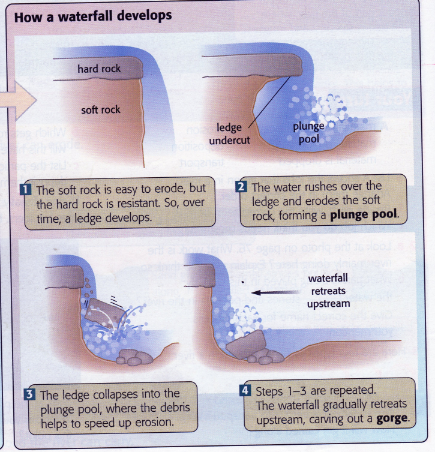 How a waterfall develops
hard rock
soft rock
ledge
undercut
plunge
pool
1 The soft rock is easy to erode, but
the hard rock is resistant. So, over
time, a ledge develops.
2 The water rushes over the
ledge and erodes the soft
rock, forming a plunge pool.
waterfall
retreats
upstream
3 The ledge collapses into the
plunge pool, where the debris
helps to speed up erosion.
4 Steps 1–3 are repeated.
The waterfall gradually retreats
upstream, carving out a gorge.